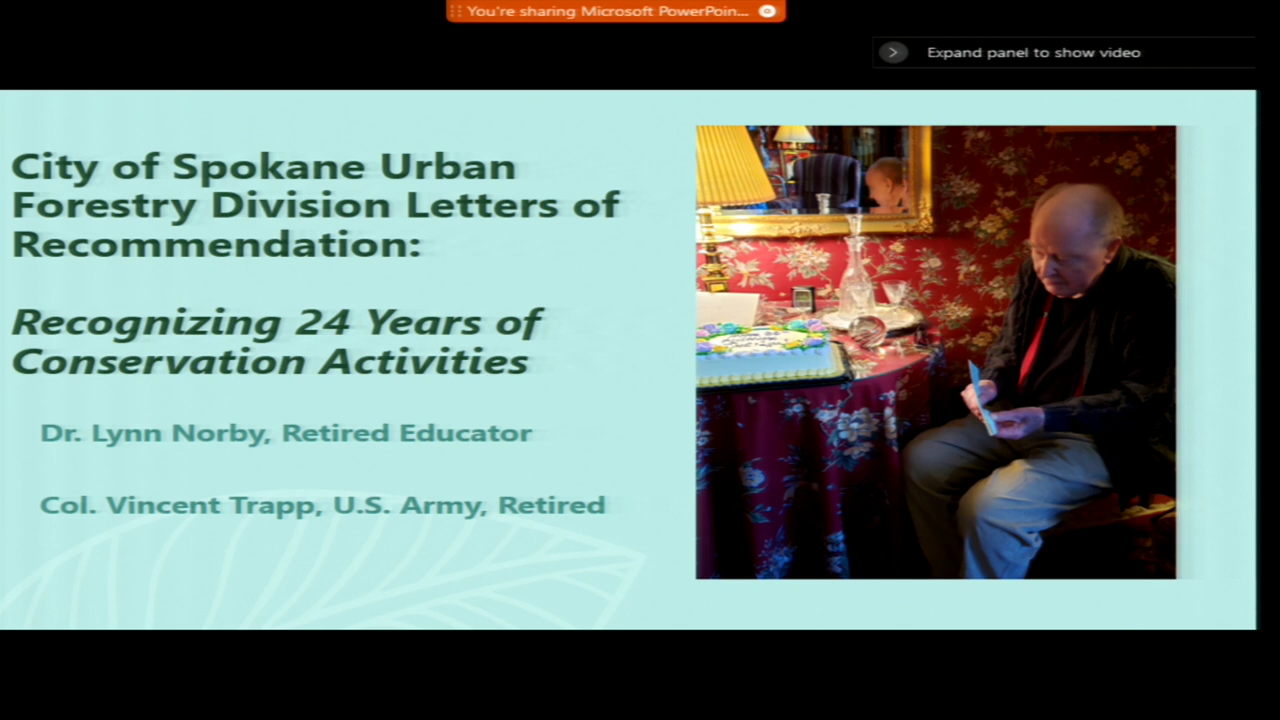 You're sharing Microsoft PowerPoin...
Expand panel to show video
City of Spokane Urban
Forestry Division Letters of
Recommendation:
Recognizing 24 Years of
Conservation Activities
Dr. Lynn Norby, Retired Educator
Col. Vincent Trapp, U.S. Army, Retired